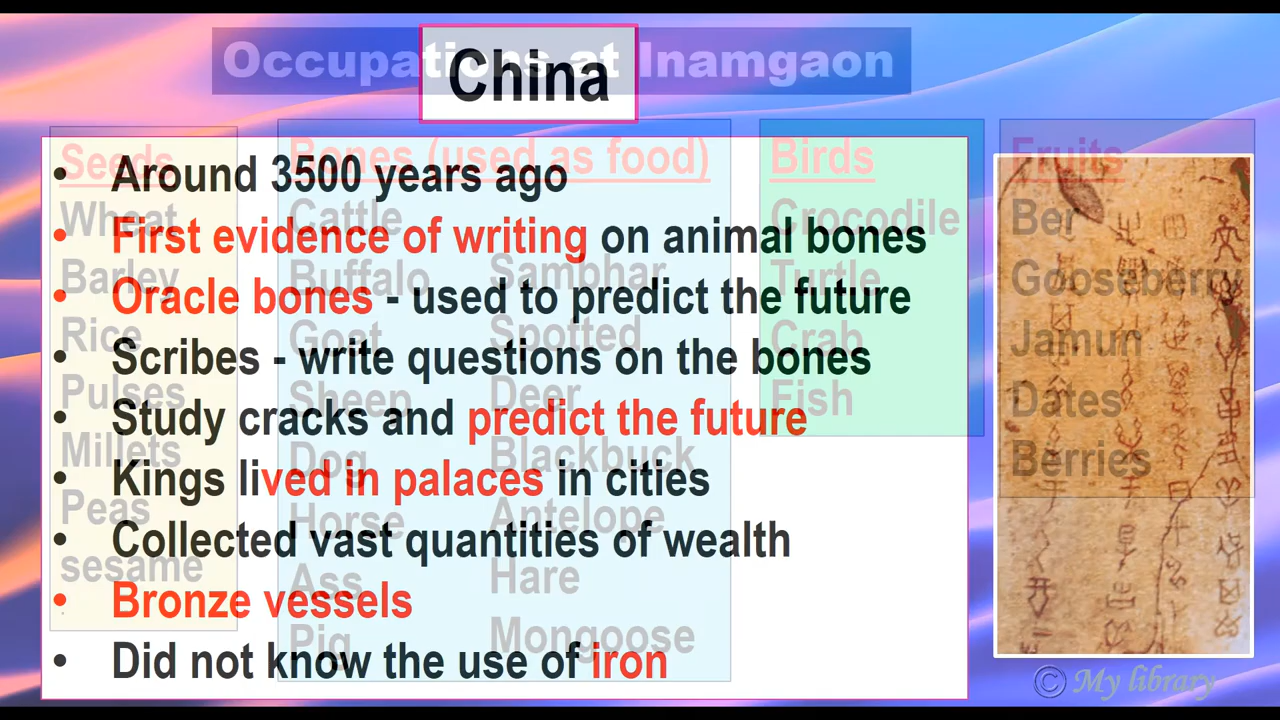 Occupations at Inamgaon
China
• Around 3500 years ago
• First evidence of writing on animal bones
• Oracle bones - used to predict the future
• Scribes - write questions on the bones
• Study cracks and predict the future
• Kings lived in palaces in cities
• Collected vast quantities of wealth
• Bronze vessels
• Did not know the use of iron
Seeds
Wheat
Barley
Rice
Pulses
Millets
Peas
sesame
Bones (used as food)
Cattle
Buffalo
Goat
Sheep
Dog
Horse
Ass
Pig
Sambhar
Spotted
Deer
Blackbuck
Antelope
Hare
Mongoose
Birds
Crocodile
Turtle
Crab
Fish
Fruits
Ber
Gooseberry
Jamun
Dates
Berries
© My library